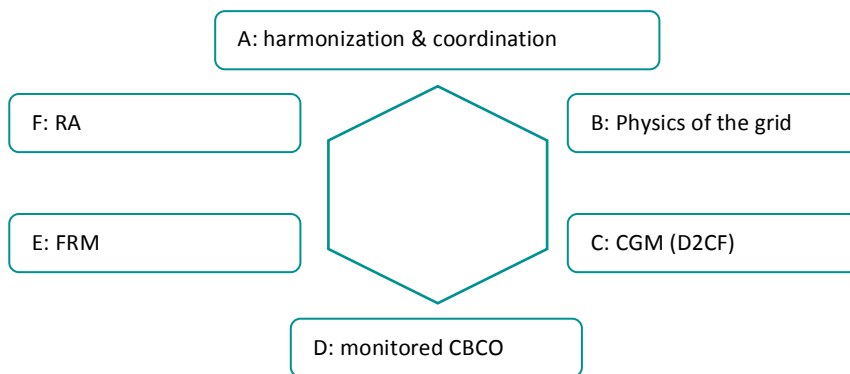 A: harmonization & coordination
F: RA
B: Physics of the grid
E: FRM
C: CGM (D2CF)
D: monitored CBCO